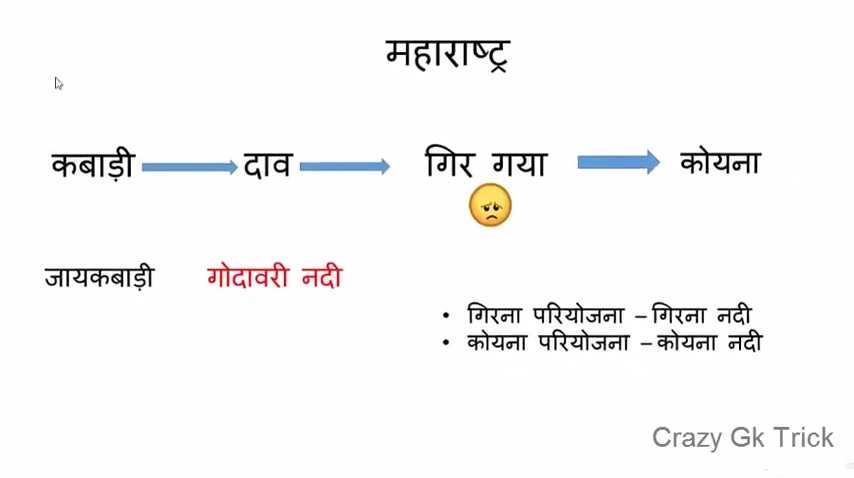 महाराष्ट्र
कबाड़ी दाव गिर गया कोयना
जायकबाड़ी गोदावरी नदी
• गिरना परियोजना – गिरना नदी
• कोयना परियोजना – कोयना नदी
Crazy Gk Trick